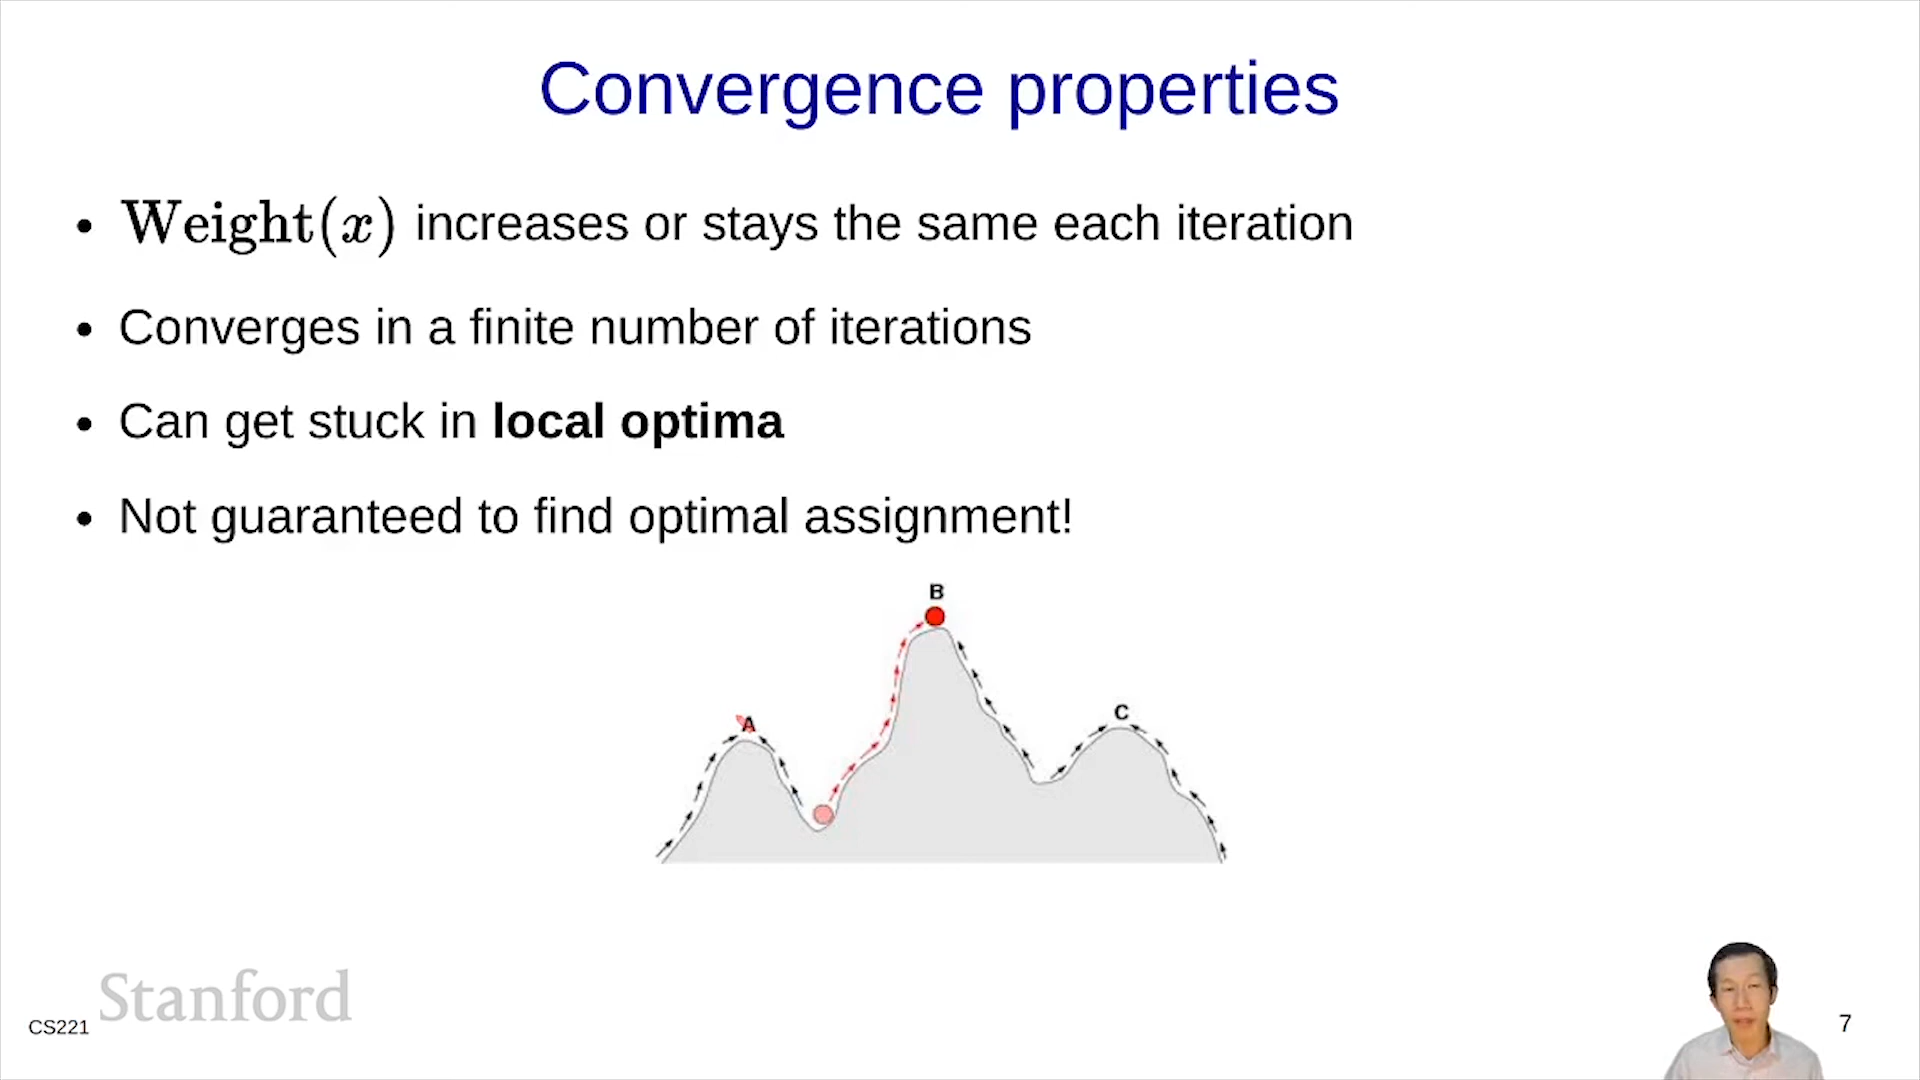 Convergence properties
• Weight(x) increases or stays the same each iteration
• Converges in a finite number of iterations
• Can get stuck in local optima
• Not guaranteed to find optimal assignment!
B
A
C
Stanford
CS221
7